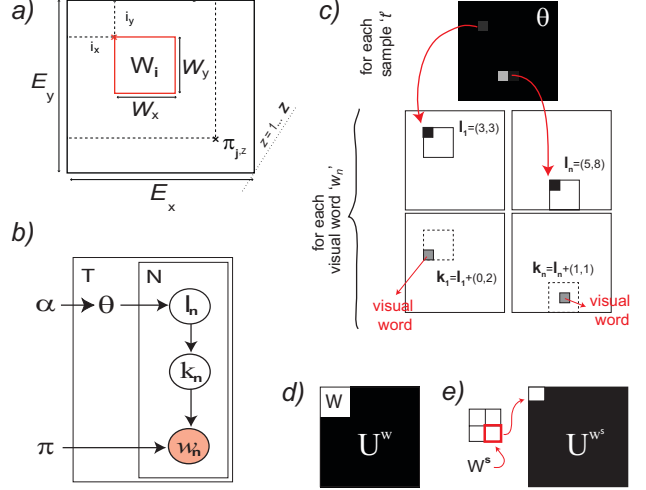 a)
i_y
i_x
W_i
W_y
W_x
E_y
E_x
π_j,z
z = 1.. Z
b)
T
N
α
θ
l_n
k_n
π
w_n
c)
for each
sample 't'
θ
for each
visual word 'w_n'
l_1=(3,3)
l_n=(5,8)
k_1=l_1+(0,2)
k_n=l_n+(1,1)
visual
word
visual
word
d)
W
U^w
e)
W^s
U^w^s